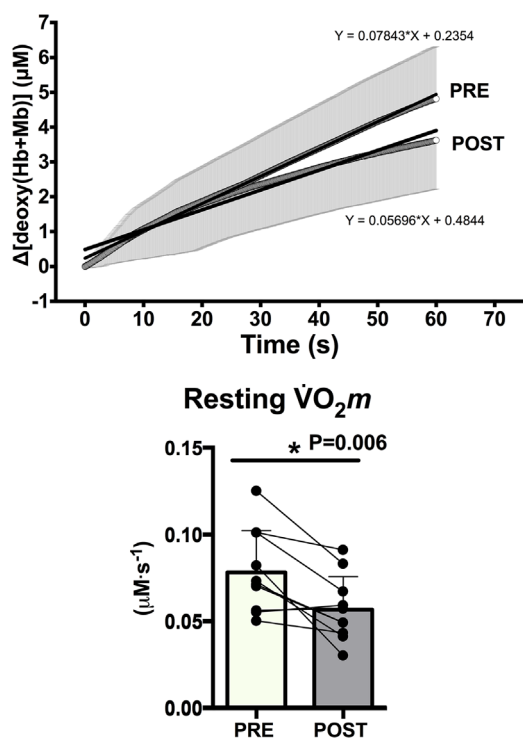 Y = 0.07843*X + 0.2354
PRE
POST
Y = 0.05696*X + 0.4844
Δ[deoxy(Hb+Mb)] (μM)
7
6
5
4
3
2
1
0
-1
0 10 20 30 40 50 60 70
Time (s)
Resting V̇O₂m
* P=0.006
(μM·s⁻¹)
0.15
0.10
0.05
0.00
PRE POST